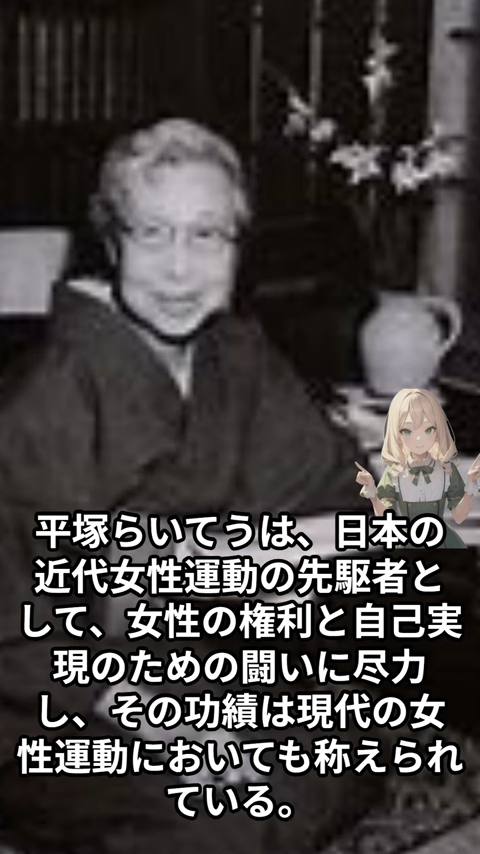 平塚らいてうは、日本の
近代女性運動の先駆者と
して、女性の権利と自己実
現のための闘いに尽力
し、その功績は現代の女
性運動においても称えられ
ている。